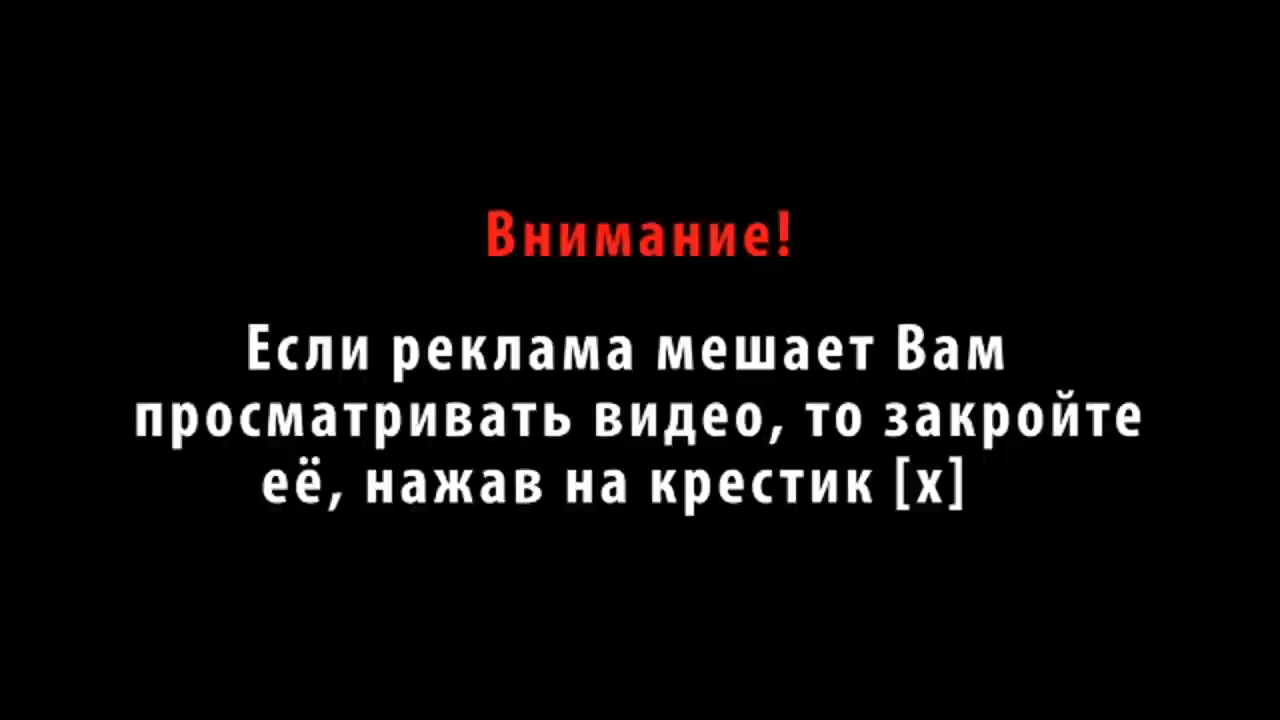 Внимание!
Если реклама мешает Вам
просматривать видео, то закройте
её, нажав на крестик [x]